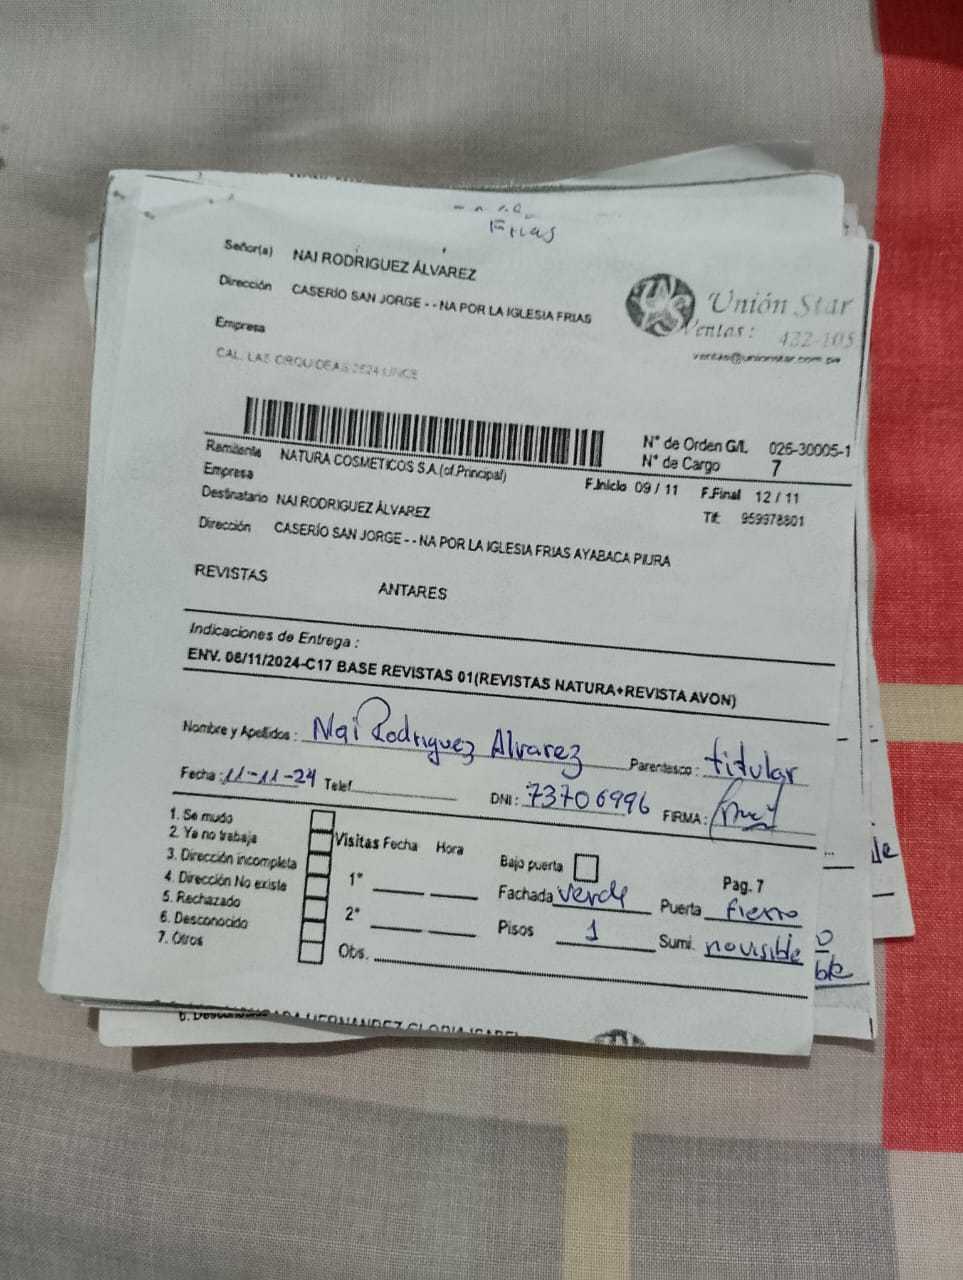 Frias
Señor(a) NAI RODRIGUEZ ÁLVAREZ
Dirección CASERÍO SAN JORGE - - NA POR LA IGLESIA FRIAS
Unión Star
Ventas: 422-105
ventas@unionstar.com.pe
Empresa
CAL. LAS ORQUIDEAS 2624 LINCE
N° de Orden G/L 026-30005-1
N° de Cargo 7
Remitente NATURA COSMETICOS S.A.(of.Principal)
Empresa
F.Inicio 09 / 11 F.Final 12 / 11
Destinatario NAI RODRIGUEZ ÁLVAREZ
Tlf: 959978801
Dirección CASERÍO SAN JORGE - - NA POR LA IGLESIA FRIAS AYABACA PIURA
REVISTAS ANTARES
Indicaciones de Entrega :
ENV. 08/11/2024-C17 BASE REVISTAS 01(REVISTAS NATURA+REVISTA AVON)
Nombre y Apellidos : Nai Rodriguez Alvarez Parentesco : titular
Fecha : 11-11-24 Telef DNI : 73706996 FIRMA :
1. Se mudo
2. Ya no trabaja
3. Dirección incompleta
4. Dirección No existe
5. Rechazado
6. Desconocido
7. Otros
Visitas Fecha Hora
1°
2°
Obs.
Bajo puerta
Pag. 7
Fachada verde Puerta fierro
Pisos 1 Sumi. no visible
HERNANDEZ GLORIA ISABEL